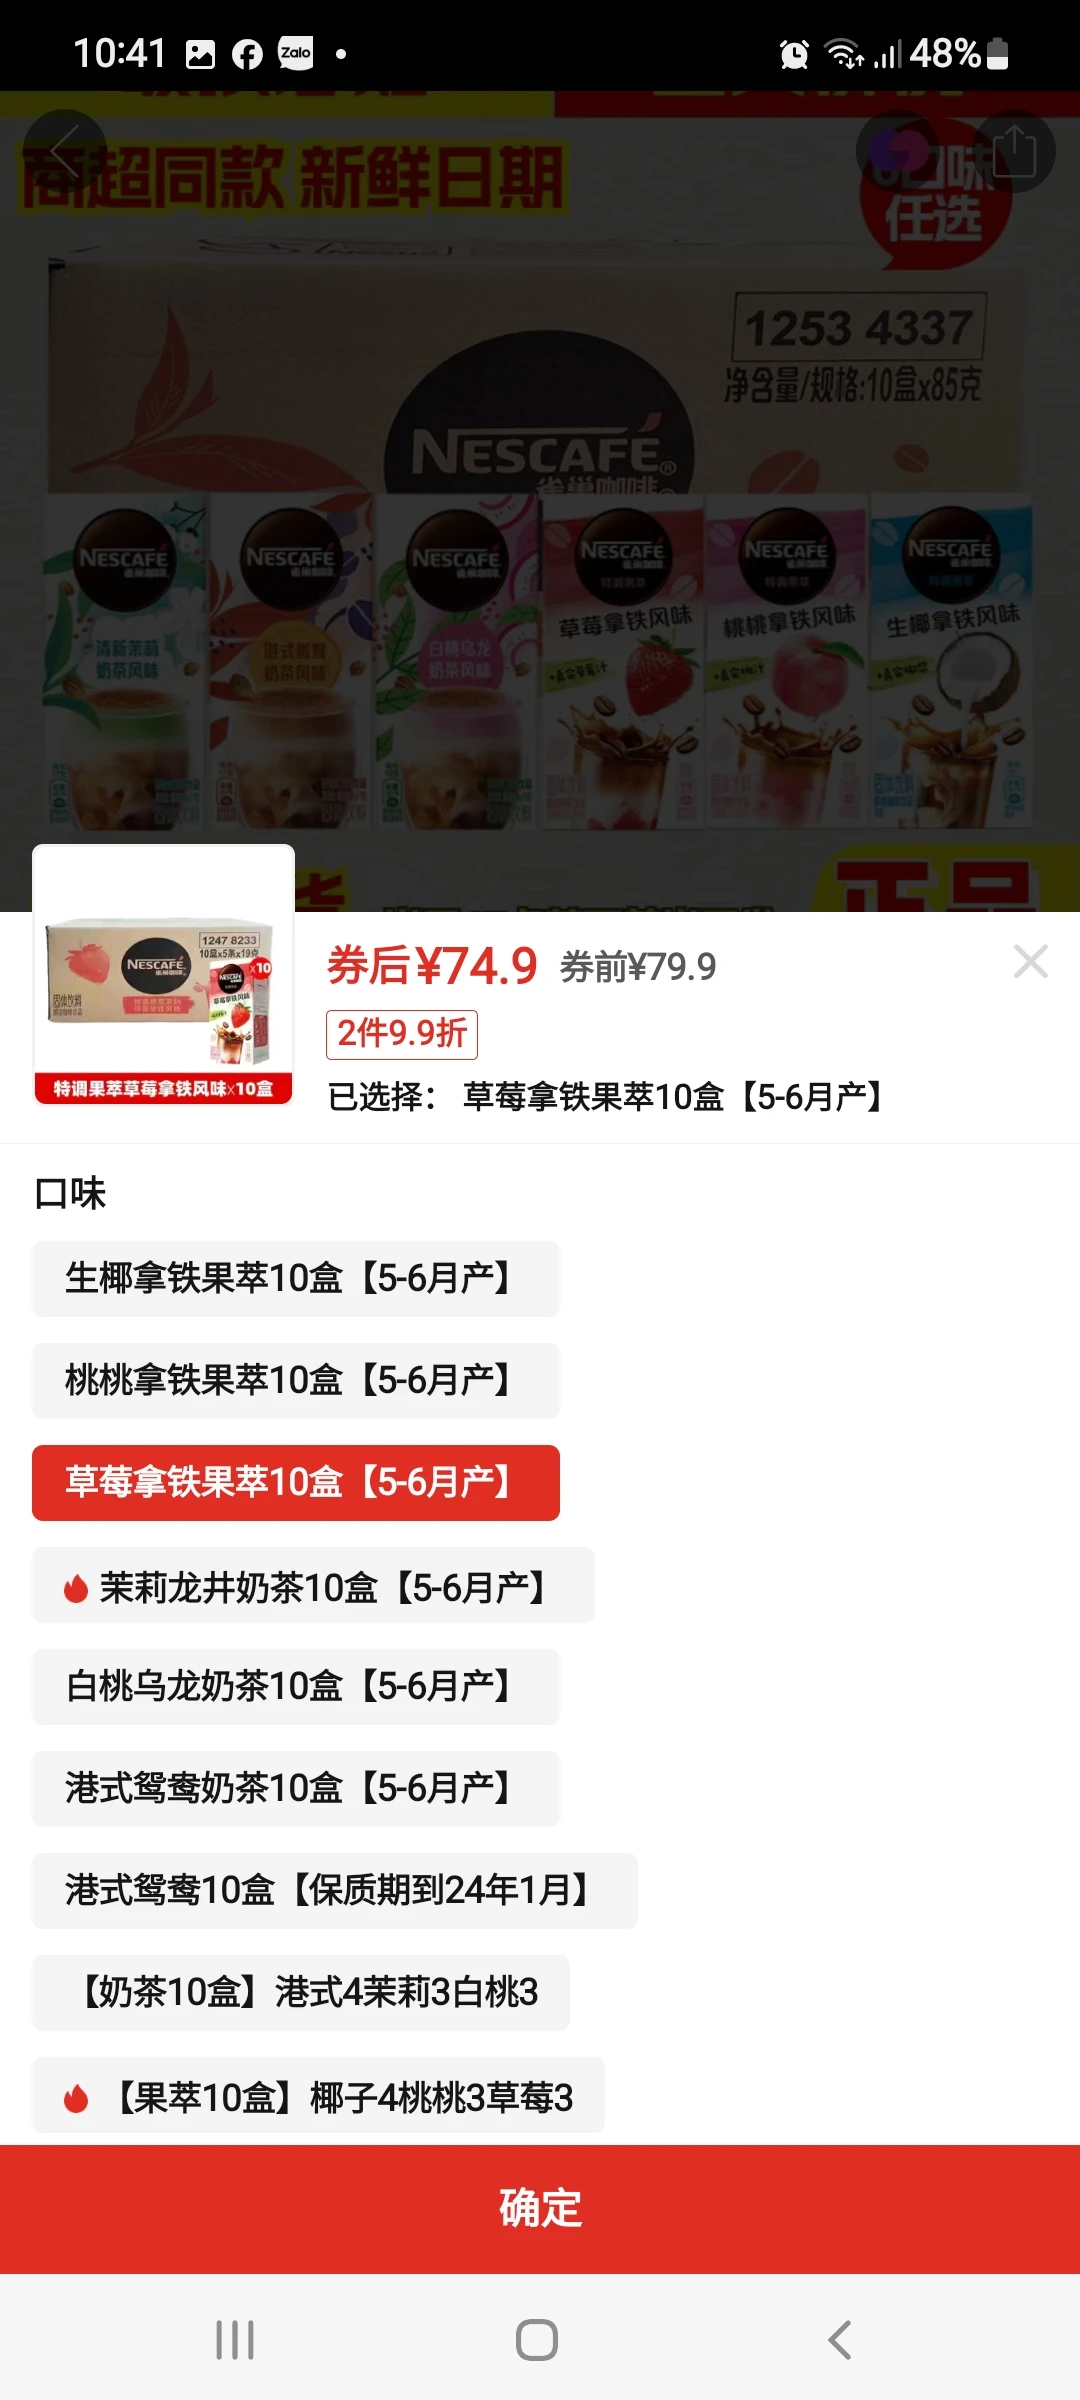 10:41 Zalo 48%
商超同款 新鲜日期
口味
任选
1253 4337
净含量/规格:10盒x85克
NESCAFÉ
雀巢咖啡
NESCAFÉ NESCAFÉ NESCAFÉ NESCAFÉ NESCAFÉ NESCAFÉ
清新茉莉
奶茶风味
港式鸳鸯
奶茶风味
白桃乌龙
奶茶风味
草莓拿铁风味
桃桃拿铁风味
生椰拿铁风味
正品
1247 8233
10盒x5条x19克
NESCAFÉ
x10
草莓拿铁风味
固体饮料
特调果萃草莓拿铁风味x10盒
券后¥74.9 券前¥79.9
2件9.9折
已选择： 草莓拿铁果萃10盒【5-6月产】
口味
生椰拿铁果萃10盒【5-6月产】
桃桃拿铁果萃10盒【5-6月产】
草莓拿铁果萃10盒【5-6月产】
茉莉龙井奶茶10盒【5-6月产】
白桃乌龙奶茶10盒【5-6月产】
港式鸳鸯奶茶10盒【5-6月产】
港式鸳鸯10盒【保质期到24年1月】
【奶茶10盒】港式4茉莉3白桃3
【果萃10盒】椰子4桃桃3草莓3
确定